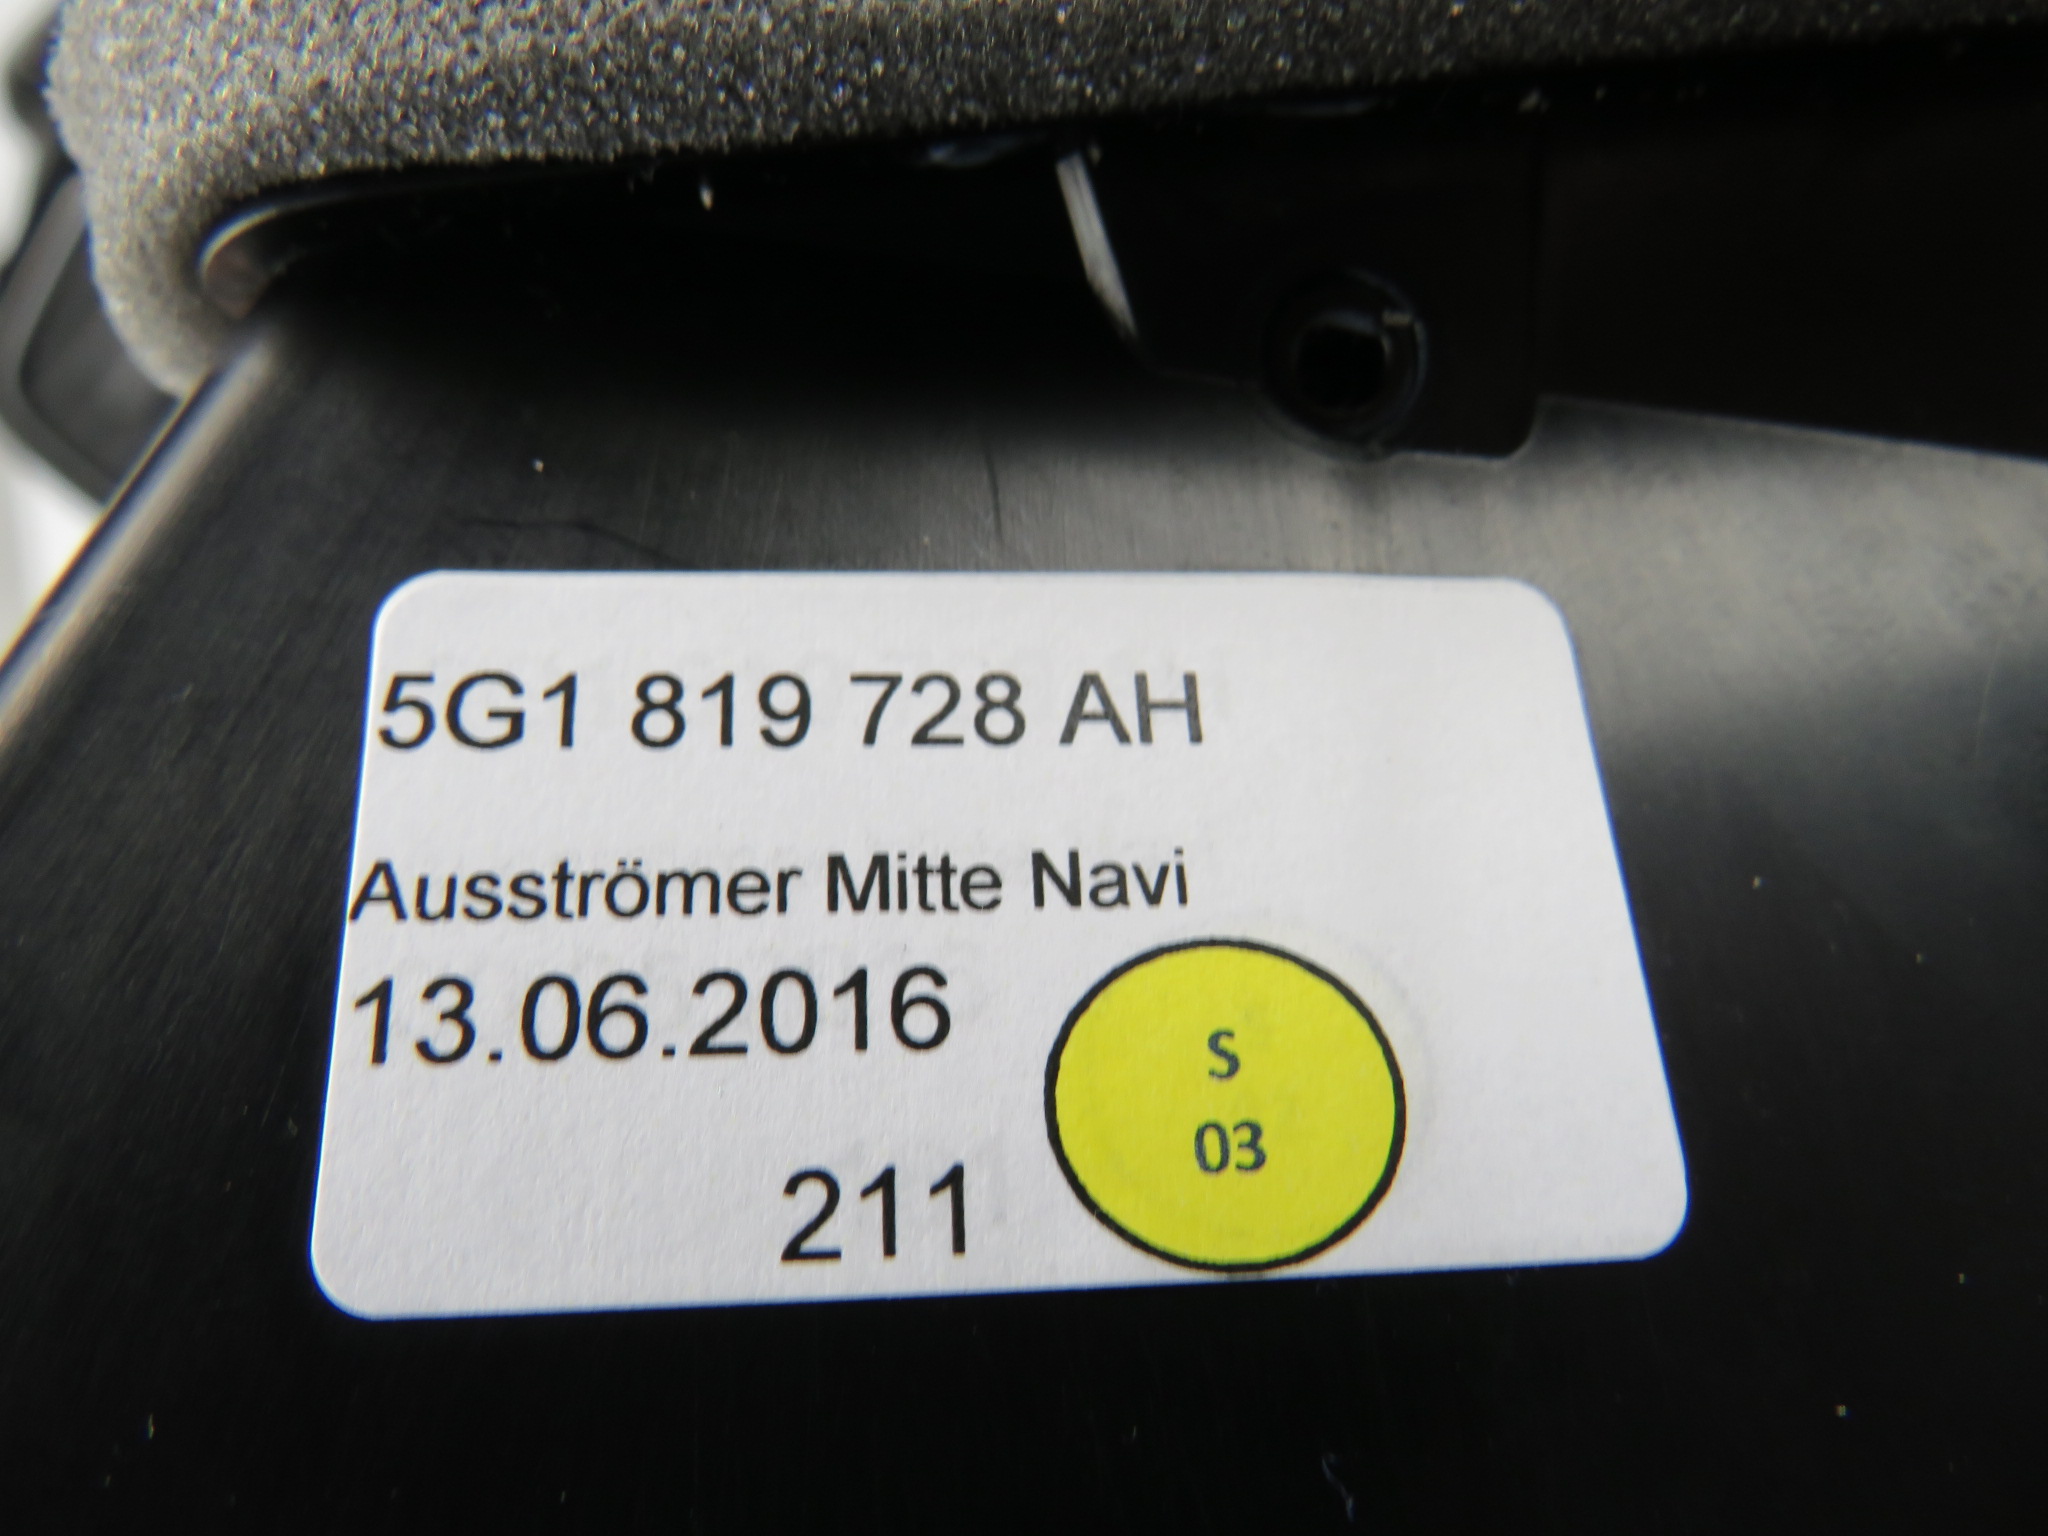 5G1 819 728 AH
Ausströmer Mitte Navi
13.06.2016
S
03
211